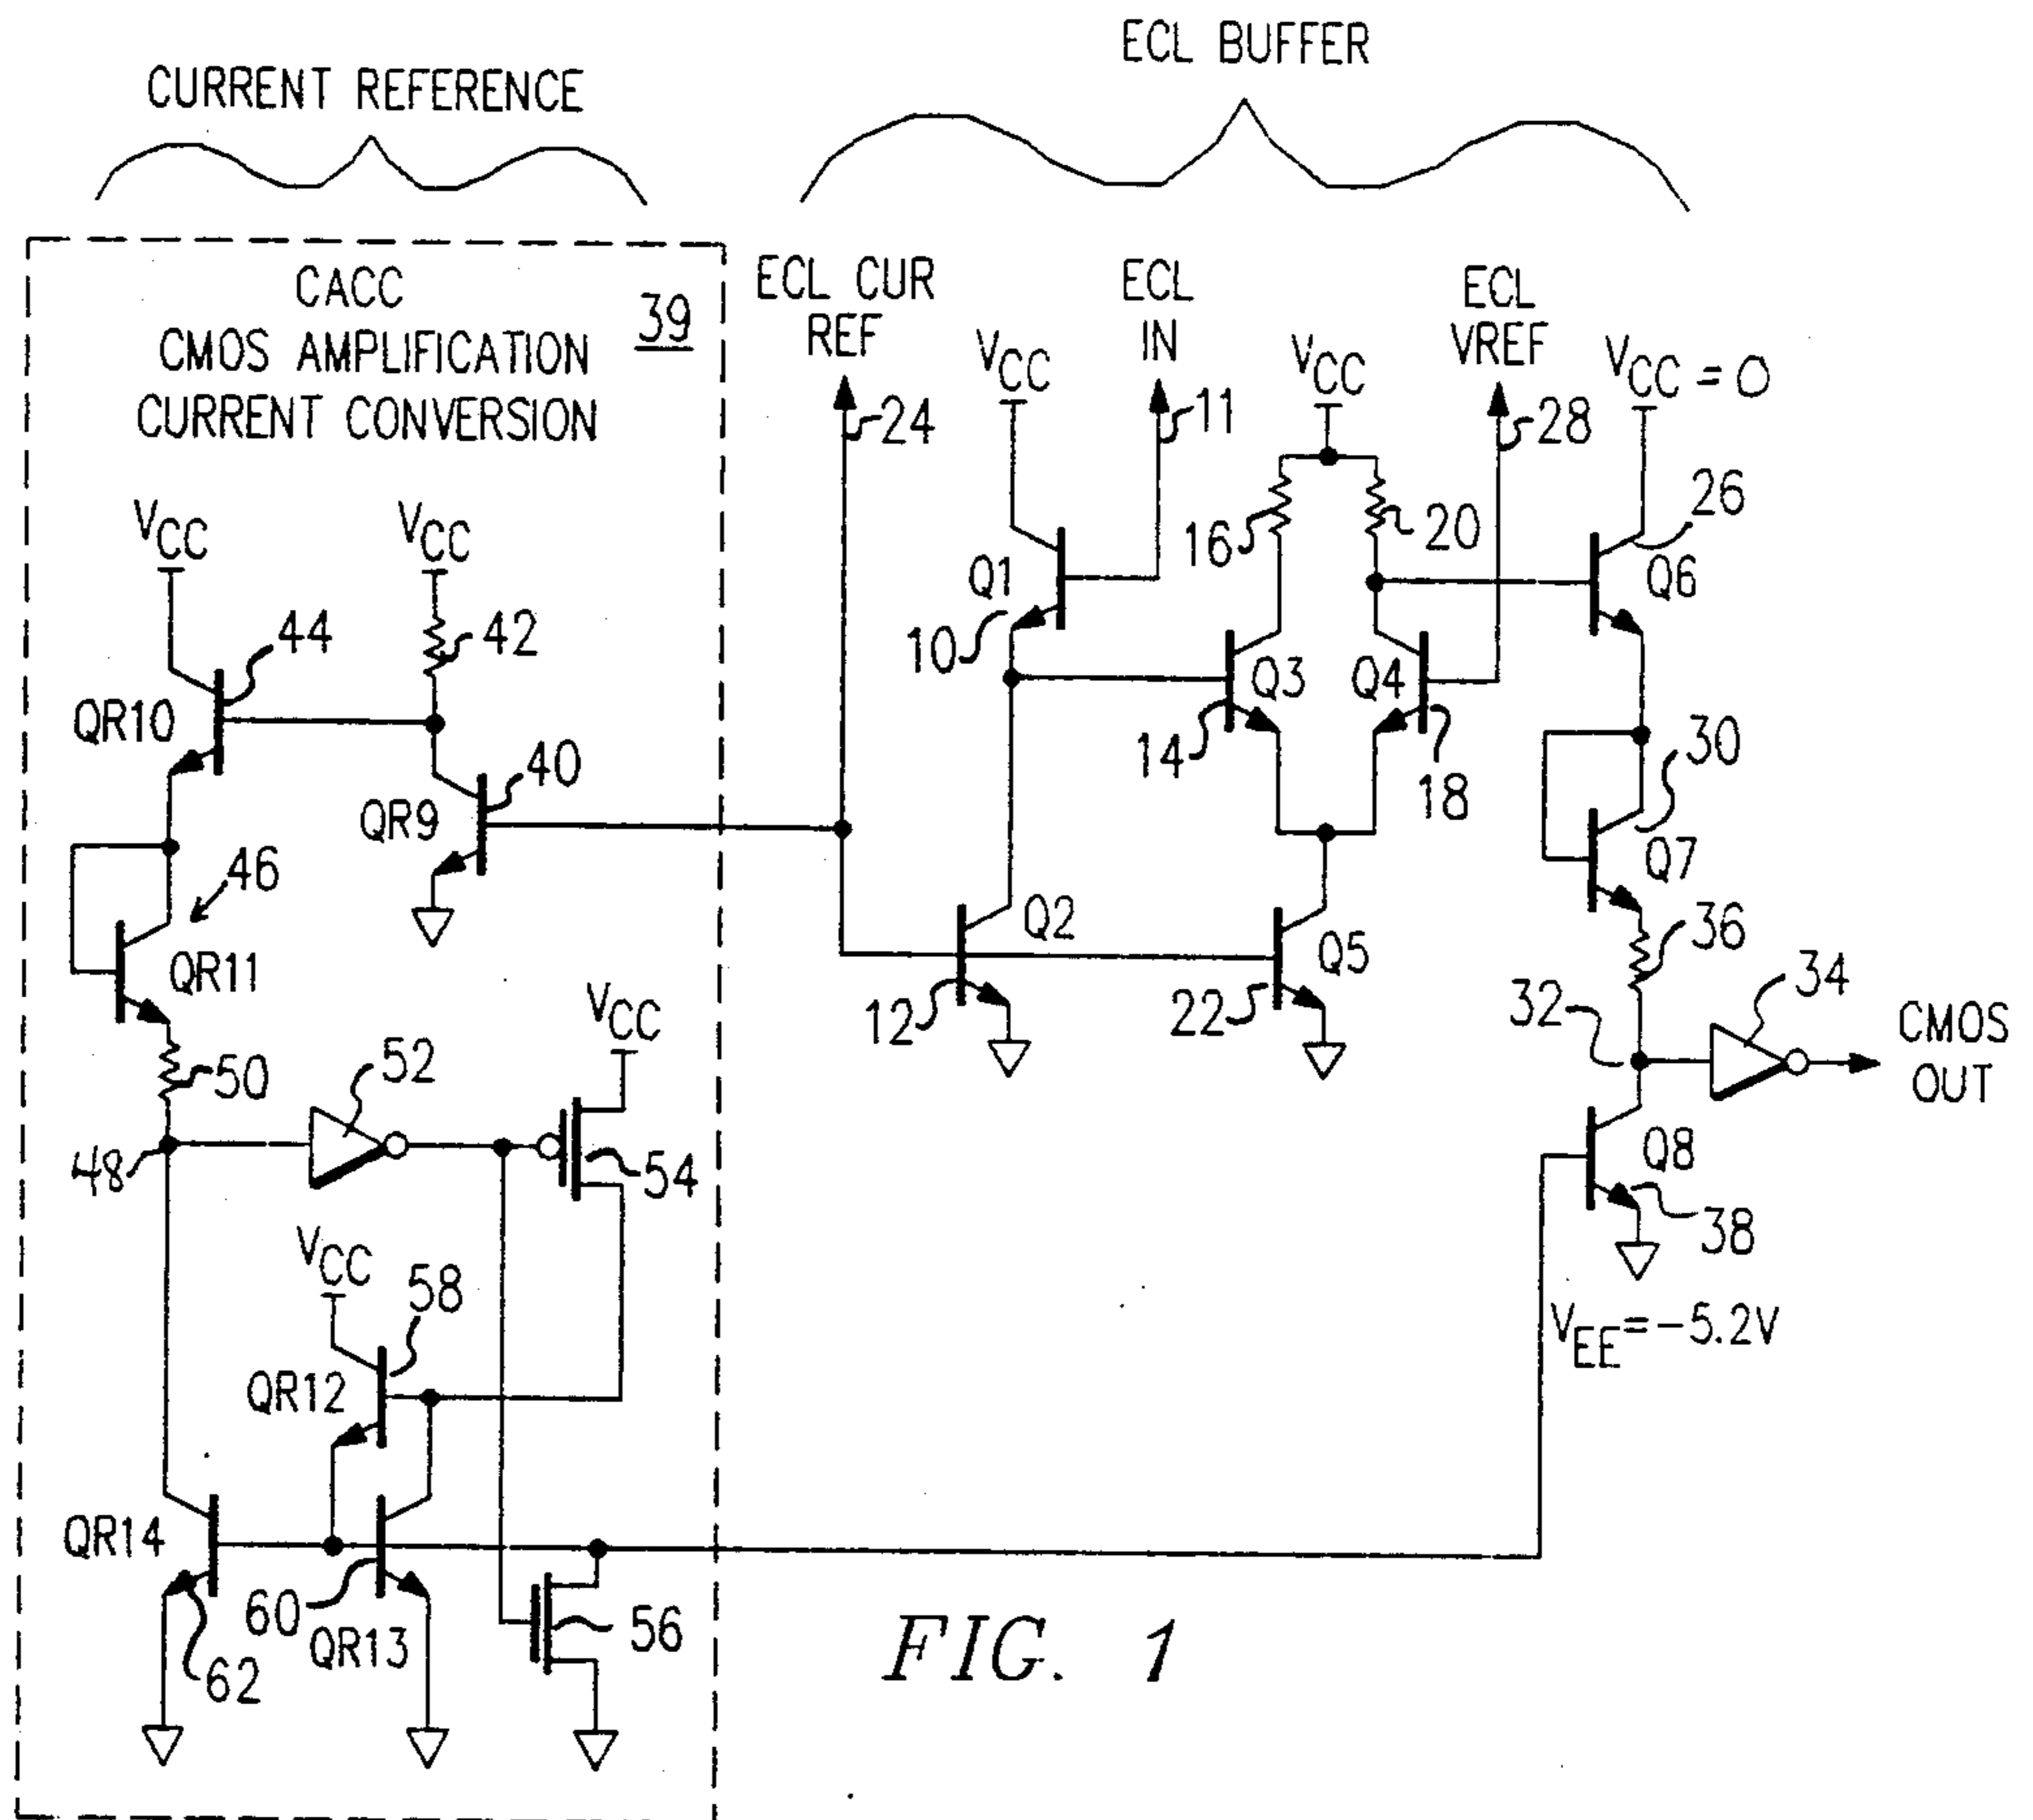 CURRENT REFERENCE
ECL BUFFER
CACC
CMOS AMPLIFICATION
CURRENT CONVERSION
39
ECL CUR
REF
24
ECL
IN
11
ECL
VREF
28
VCC
VCC
VCC = 0
VCC
VCC
44
42
QR10
40
QR9
46
QR11
50
48
52
VCC
54
VCC
58
QR12
QR14
60
QR13
62
56
Q1
10
16
20
26
Q6
Q3
Q4
14
18
30
Q7
36
Q2
12
Q5
22
32
34
CMOS
OUT
Q8
38
VEE = -5.2V
FIG. 1